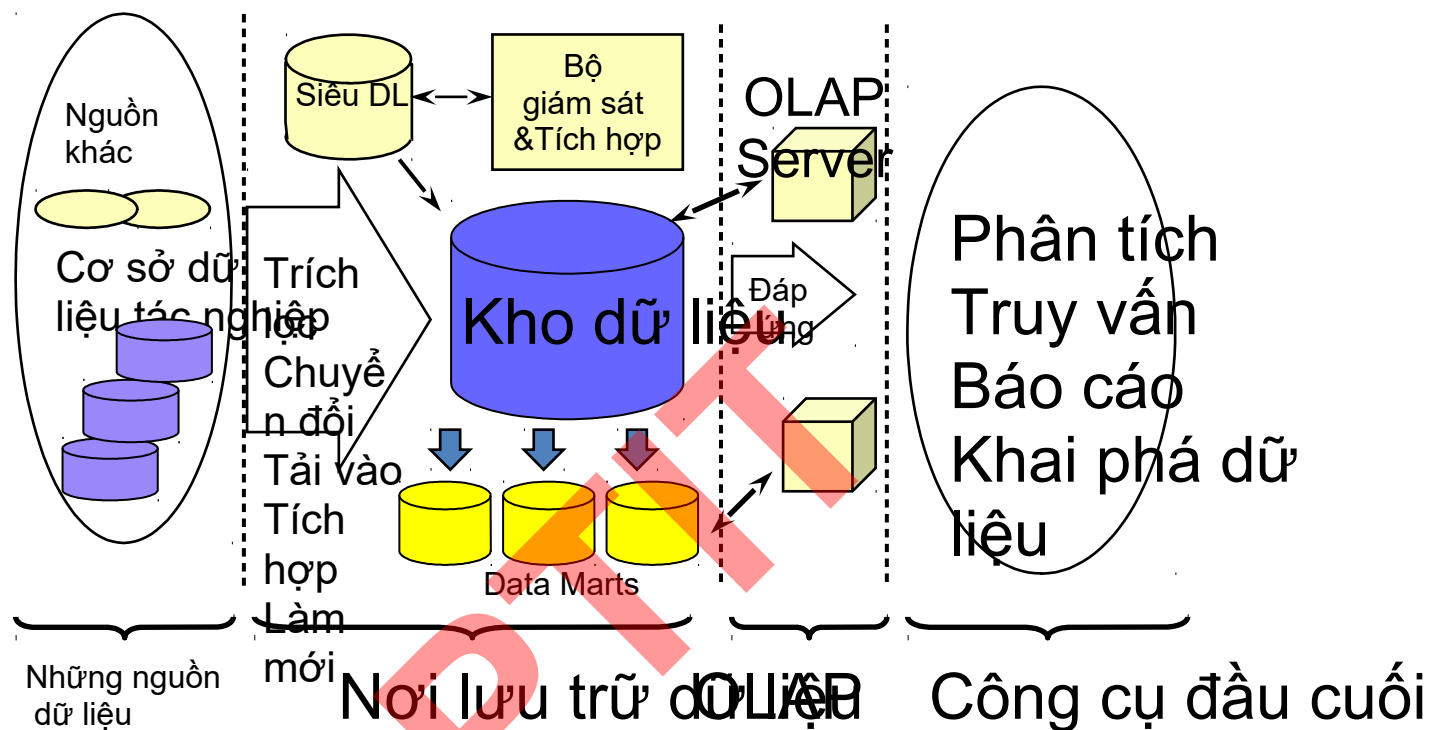 Nguồn
khác
Cơ sở dữ
liệu tác nghiệp
Siêu DL
Bộ
giám sát
&Tích hợp
Trích
lọc
Chuyể
n đổi
Tải vào
Tích
hợp
Làm
mới
Kho dữ liệu
Data Marts
OLAP
Server
Đáp
ứng
Phân tích
Truy vấn
Báo cáo
Khai phá dữ
liệu
Những nguồn
dữ liệu
Nơi lưu trữ dữ liệu
OLAP
Công cụ đầu cuối
PTIT